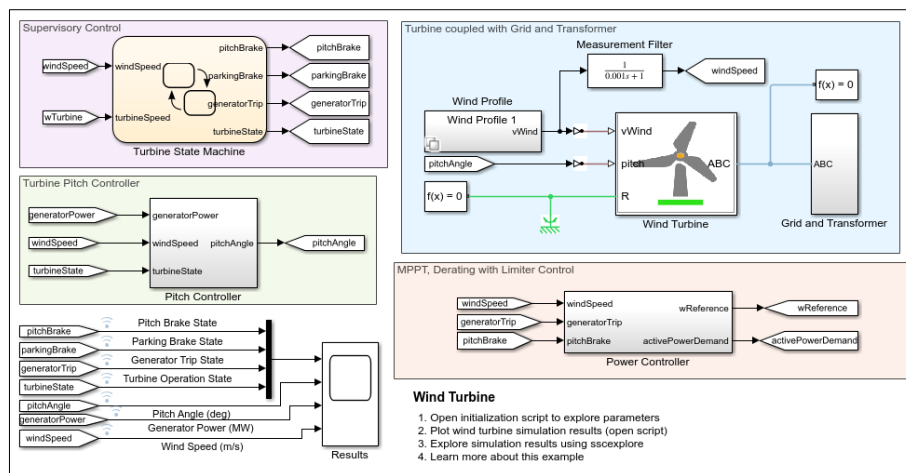 Supervisory Control
windSpeed
wTurbine
windSpeed
turbineSpeed
pitchBrake
parkingBrake
generatorTrip
turbineState
pitchBrake
parkingBrake
generatorTrip
turbineState
Turbine State Machine
Turbine coupled with Grid and Transformer
Measurement Filter
1
0.001s + 1
windSpeed
f(x) = 0
Wind Profile
Wind Profile 1
vWind
pitchAngle
f(x) = 0
vWind
pitch
R
ABC
Wind Turbine
ABC
Grid and Transformer
Turbine Pitch Controller
generatorPower
windSpeed
turbineState
generatorPower
windSpeed
turbineState
pitchAngle
pitchAngle
Pitch Controller
MPPT, Derating with Limiter Control
windSpeed
generatorTrip
pitchBrake
windSpeed
generatorTrip
pitchBrake
wReference
activePowerDemand
wReference
activePowerDemand
Power Controller
pitchBrake
Pitch Brake State
parkingBrake
Parking Brake State
generatorTrip
Generator Trip State
turbineState
Turbine Operation State
pitchAngle
Pitch Angle (deg)
generatorPower
Generator Power (MW)
windSpeed
Wind Speed (m/s)
Results
Wind Turbine
1. Open initialization script to explore parameters
2. Plot wind turbine simulation results (open script)
3. Explore simulation results using sscexplore
4. Learn more about this example